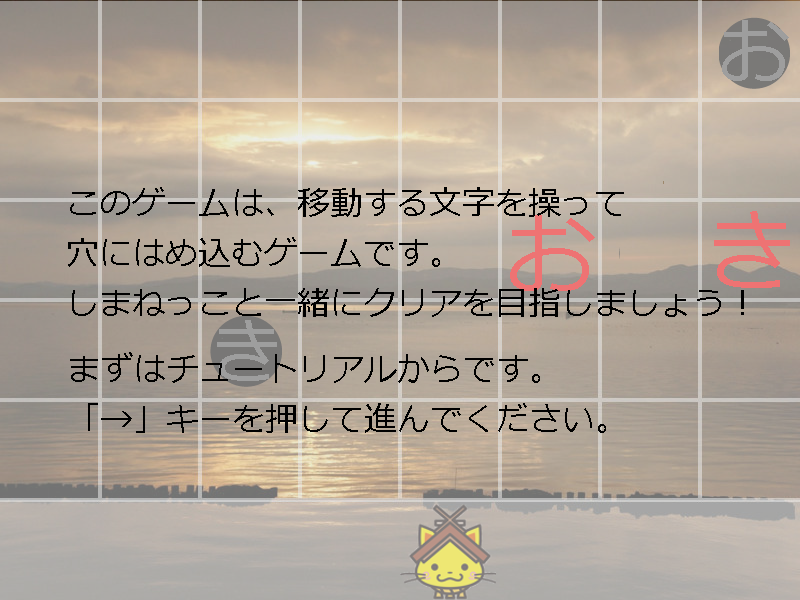 お
このゲームは、移動する文字を操って
お き
穴にはめ込むゲームです。
しまねっこと一緒にクリアを目指しましょう！
き
まずはチュートリアルからです。
「→」キーを押して進んでください。